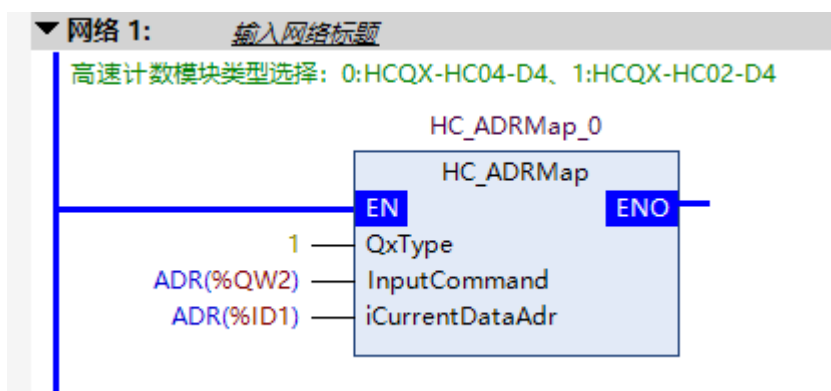 网络 1: 输入网络标题
高速计数模块类型选择：0:HCQX-HC04-D4、1:HCQX-HC02-D4
HC_ADRMap_0
HC_ADRMap
EN ENO
1 QxType
ADR(%QW2) InputCommand
ADR(%ID1) iCurrentDataAdr